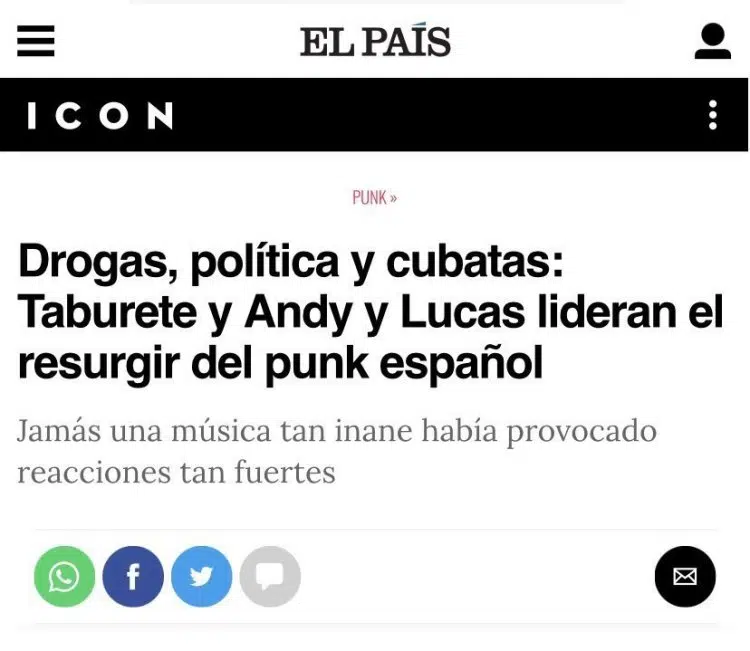 EL PAÍS
ICON
PUNK »
Drogas, política y cubatas:
Taburete y Andy y Lucas lideran el
resurgir del punk español
Jamás una música tan inane había provocado
reacciones tan fuertes